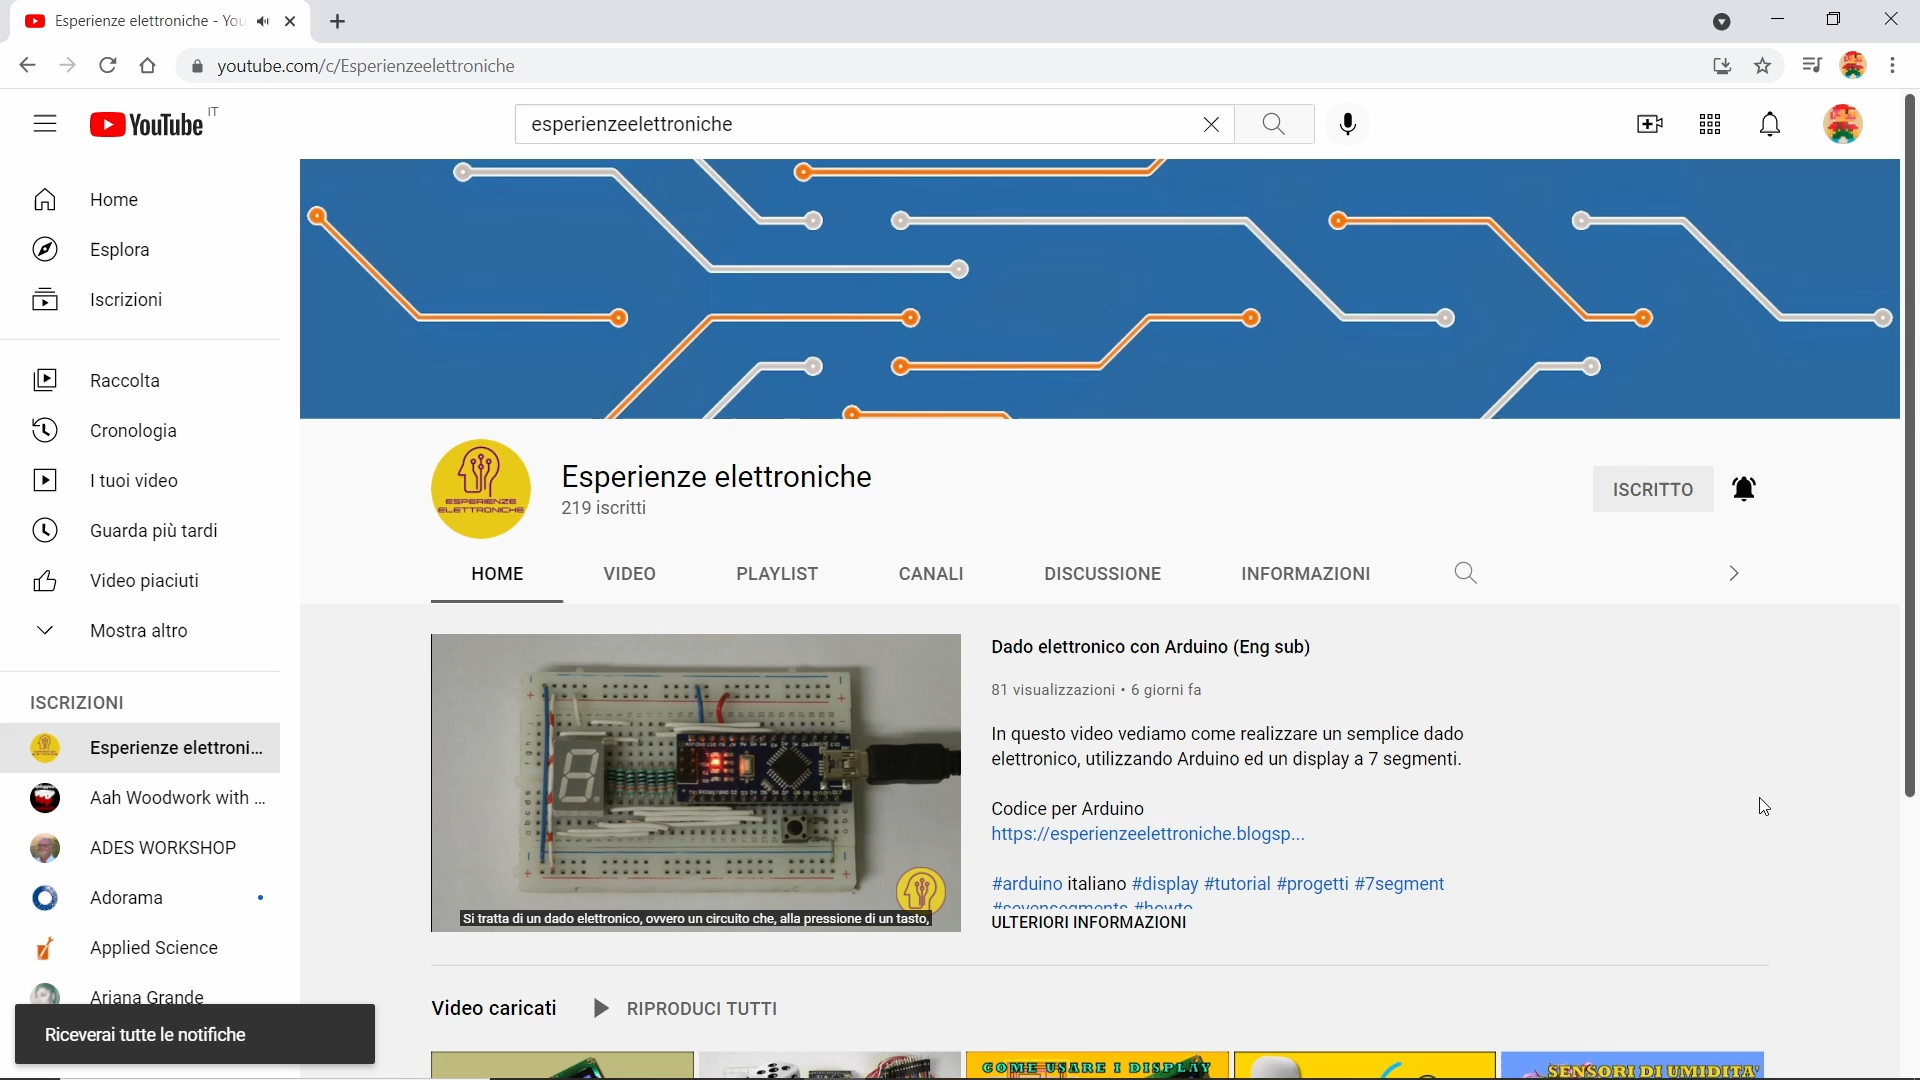 Esperienze elettroniche - You
youtube.com/c/Esperienzeelettroniche
YouTube IT
esperienzeelettroniche
Home
Esplora
Iscrizioni
Raccolta
Cronologia
I tuoi video
Guarda più tardi
Video piaciuti
Mostra altro
ISCRIZIONI
Esperienze elettroni...
Aah Woodwork with ...
ADES WORKSHOP
Adorama
Applied Science
Ariana Grande
Riceverai tutte le notifiche
ESPERIENZE
ELETTRONICHE
Esperienze elettroniche
219 iscritti
ISCRITTO
HOME VIDEO PLAYLIST CANALI DISCUSSIONE INFORMAZIONI
Si tratta di un dado elettronico, ovvero un circuito che, alla pressione di un tasto,
Dado elettronico con Arduino (Eng sub)
81 visualizzazioni • 6 giorni fa
In questo video vediamo come realizzare un semplice dado
elettronico, utilizzando Arduino ed un display a 7 segmenti.
Codice per Arduino
https://esperienzeelettroniche.blogsp...
#arduino italiano #display #tutorial #progetti #7segment
#sevensegments #howto
ULTERIORI INFORMAZIONI
Video caricati
RIPRODUCI TUTTI
COME USARE I DISPLAY
SENSORI DI UMIDITA'